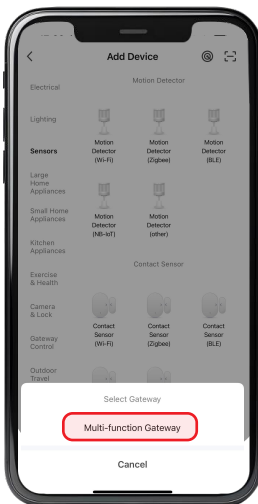 Add Device
Electrical
Lighting
Sensors
Large
Home
Appliances
Small Home
Appliances
Kitchen
Appliances
Exercise
& Health
Camera
& Lock
Gateway
Control
Outdoor
Travel
Motion Detector
Motion
Detector
(Wi-Fi)
Motion
Detector
(Zigbee)
Motion
Detector
(BLE)
Motion
Detector
(NB-IoT)
Motion
Detector
(other)
Contact Sensor
Contact
Sensor
(Wi-Fi)
Contact
Sensor
(Zigbee)
Contact
Sensor
(BLE)
Select Gateway
Multi-function Gateway
Cancel